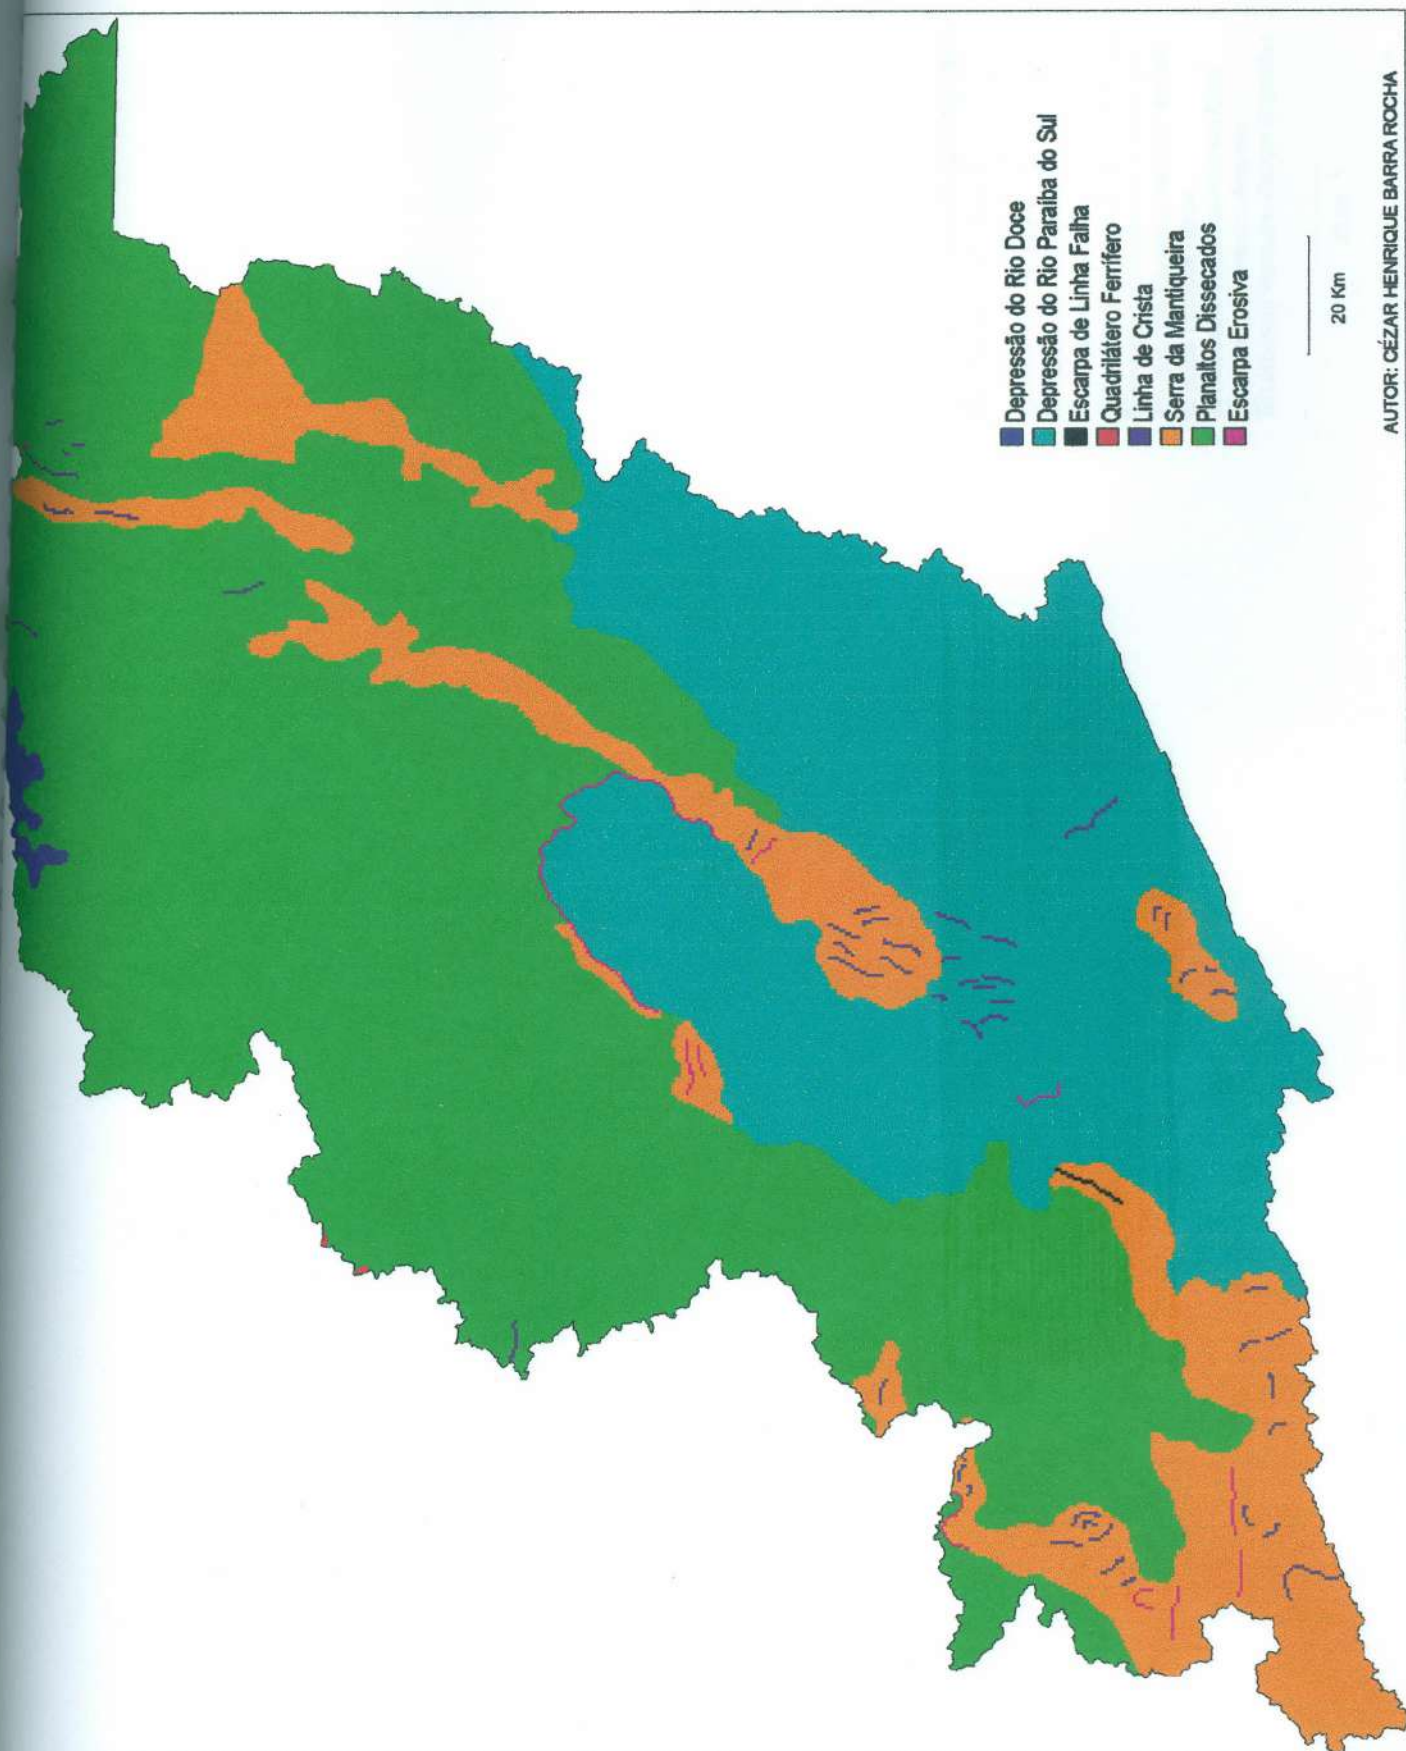 Depressão do Rio Doce
Depressão do Rio Paraíba do Sul
Escarpa de Linha Falha
Quadrilátero Ferrífero
Linha de Crista
Serra da Mantiqueira
Planaltos Dissecados
Escarpa Erosiva
20 Km
AUTOR: CÉZAR HENRIQUE BARRA ROCHA